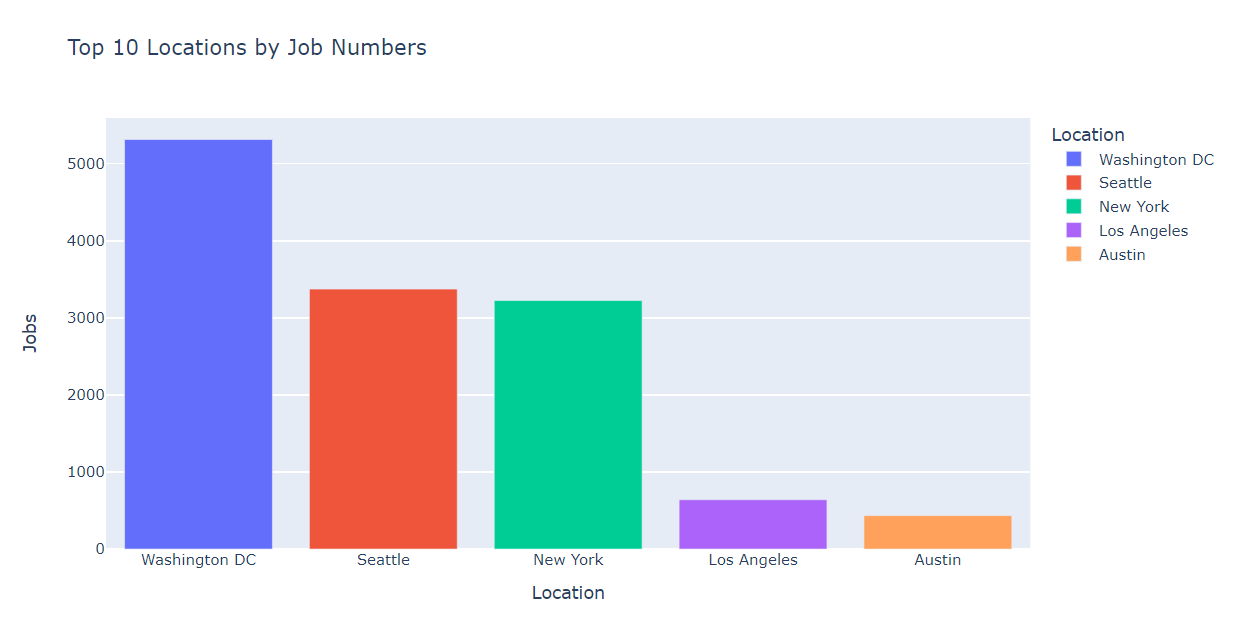 Top 10 Locations by Job Numbers
Location
Washington DC
Seattle
New York
Los Angeles
Austin
Jobs
5000
4000
3000
2000
1000
0
Washington DC Seattle New York Los Angeles Austin
Location